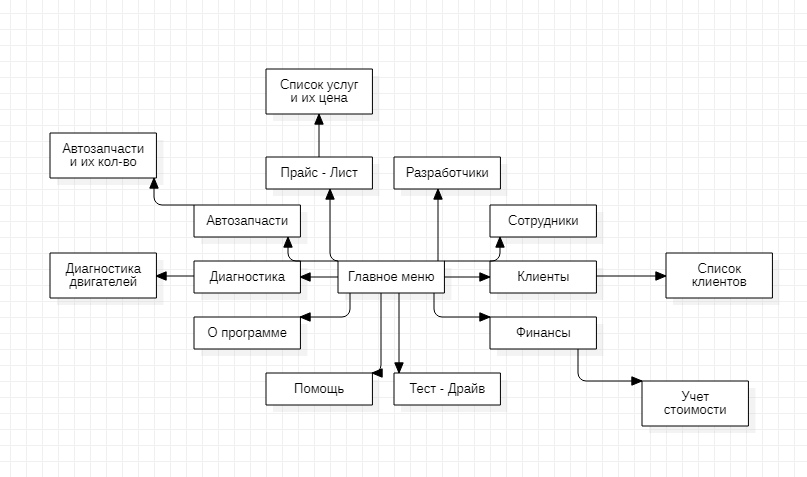 Список услуг
и их цена
Автозапчасти
и их кол-во
Прайс - Лист
Разработчики
Автозапчасти
Сотрудники
Диагностика
двигателей
Диагностика
Главное меню
Клиенты
Список
клиентов
О программе
Финансы
Помощь
Тест - Драйв
Учет
стоимости